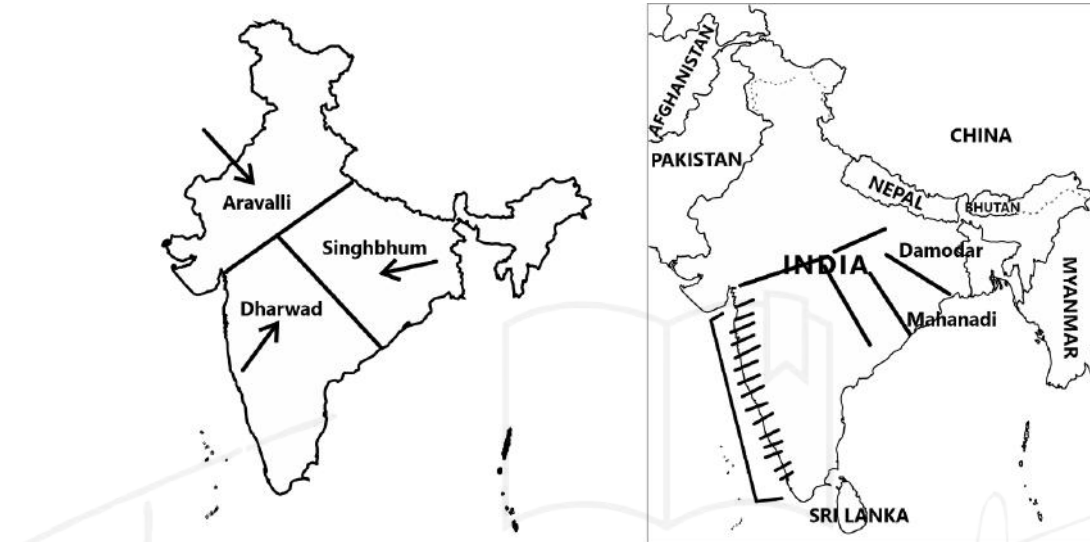 Aravalli
Singhbhum
Dharwad
AFGHANISTAN
CHINA
PAKISTAN
NEPAL
BHUTAN
INDIA
Damodar
Mahanadi
MYANMAR
SRI LANKA